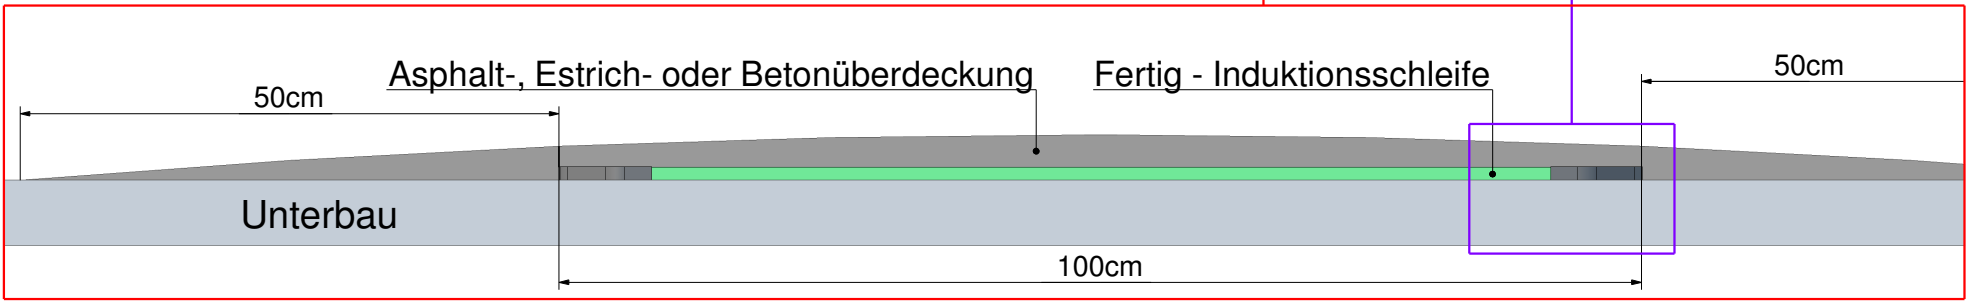 Asphalt-, Estrich- oder Betonüberdeckung
Fertig - Induktionsschleife
50cm
50cm
Unterbau
100cm